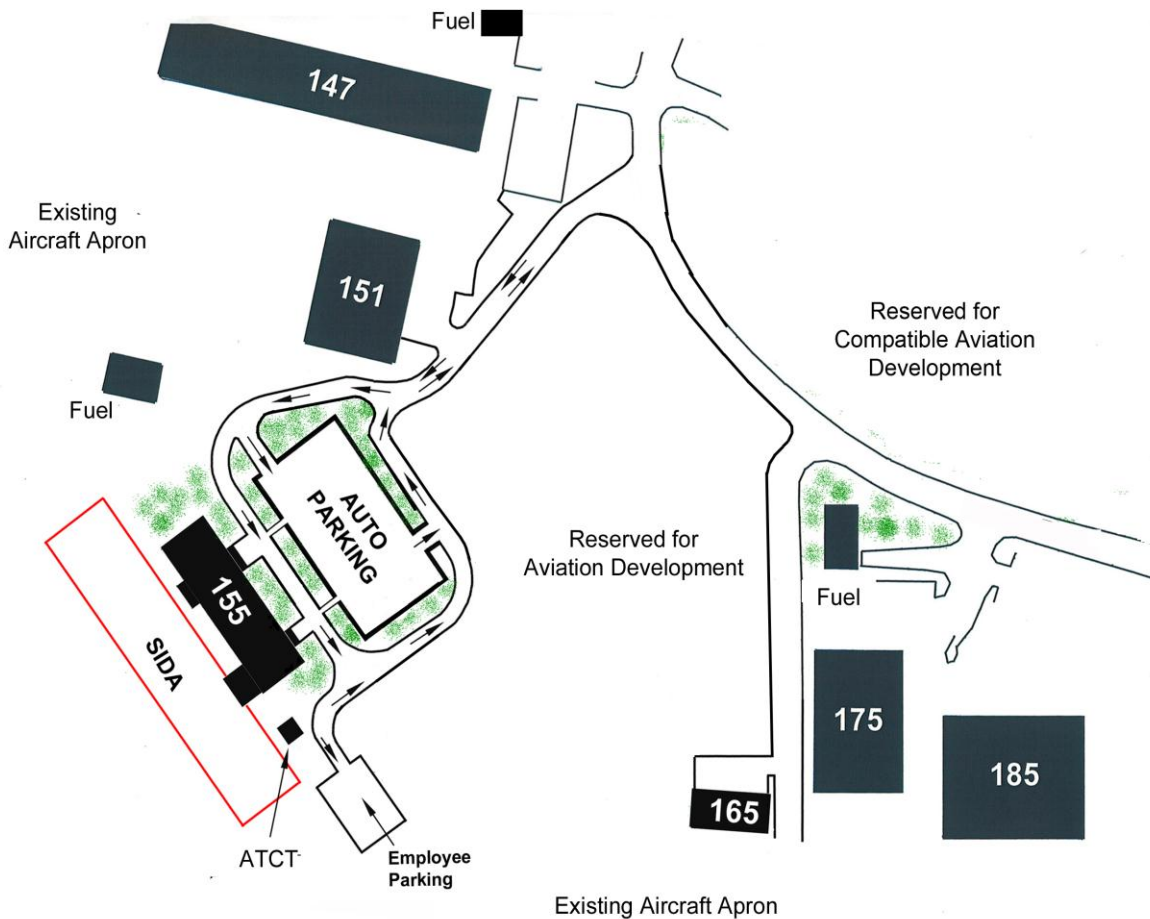 Fuel
147
Existing
Aircraft Apron
151
Reserved for
Compatible Aviation
Development
Fuel
AUTO
PARKING
Reserved for
Aviation Development
Fuel
155
SIDA
175
185
165
ATCT
Employee
Parking
Existing Aircraft Apron